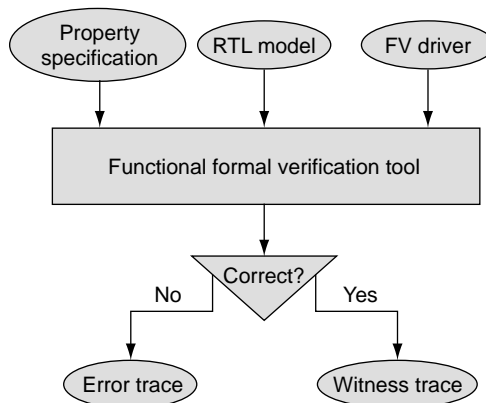 Property
specification
RTL model
FV driver
Functional formal verification tool
Correct?
No
Yes
Error trace
Witness trace